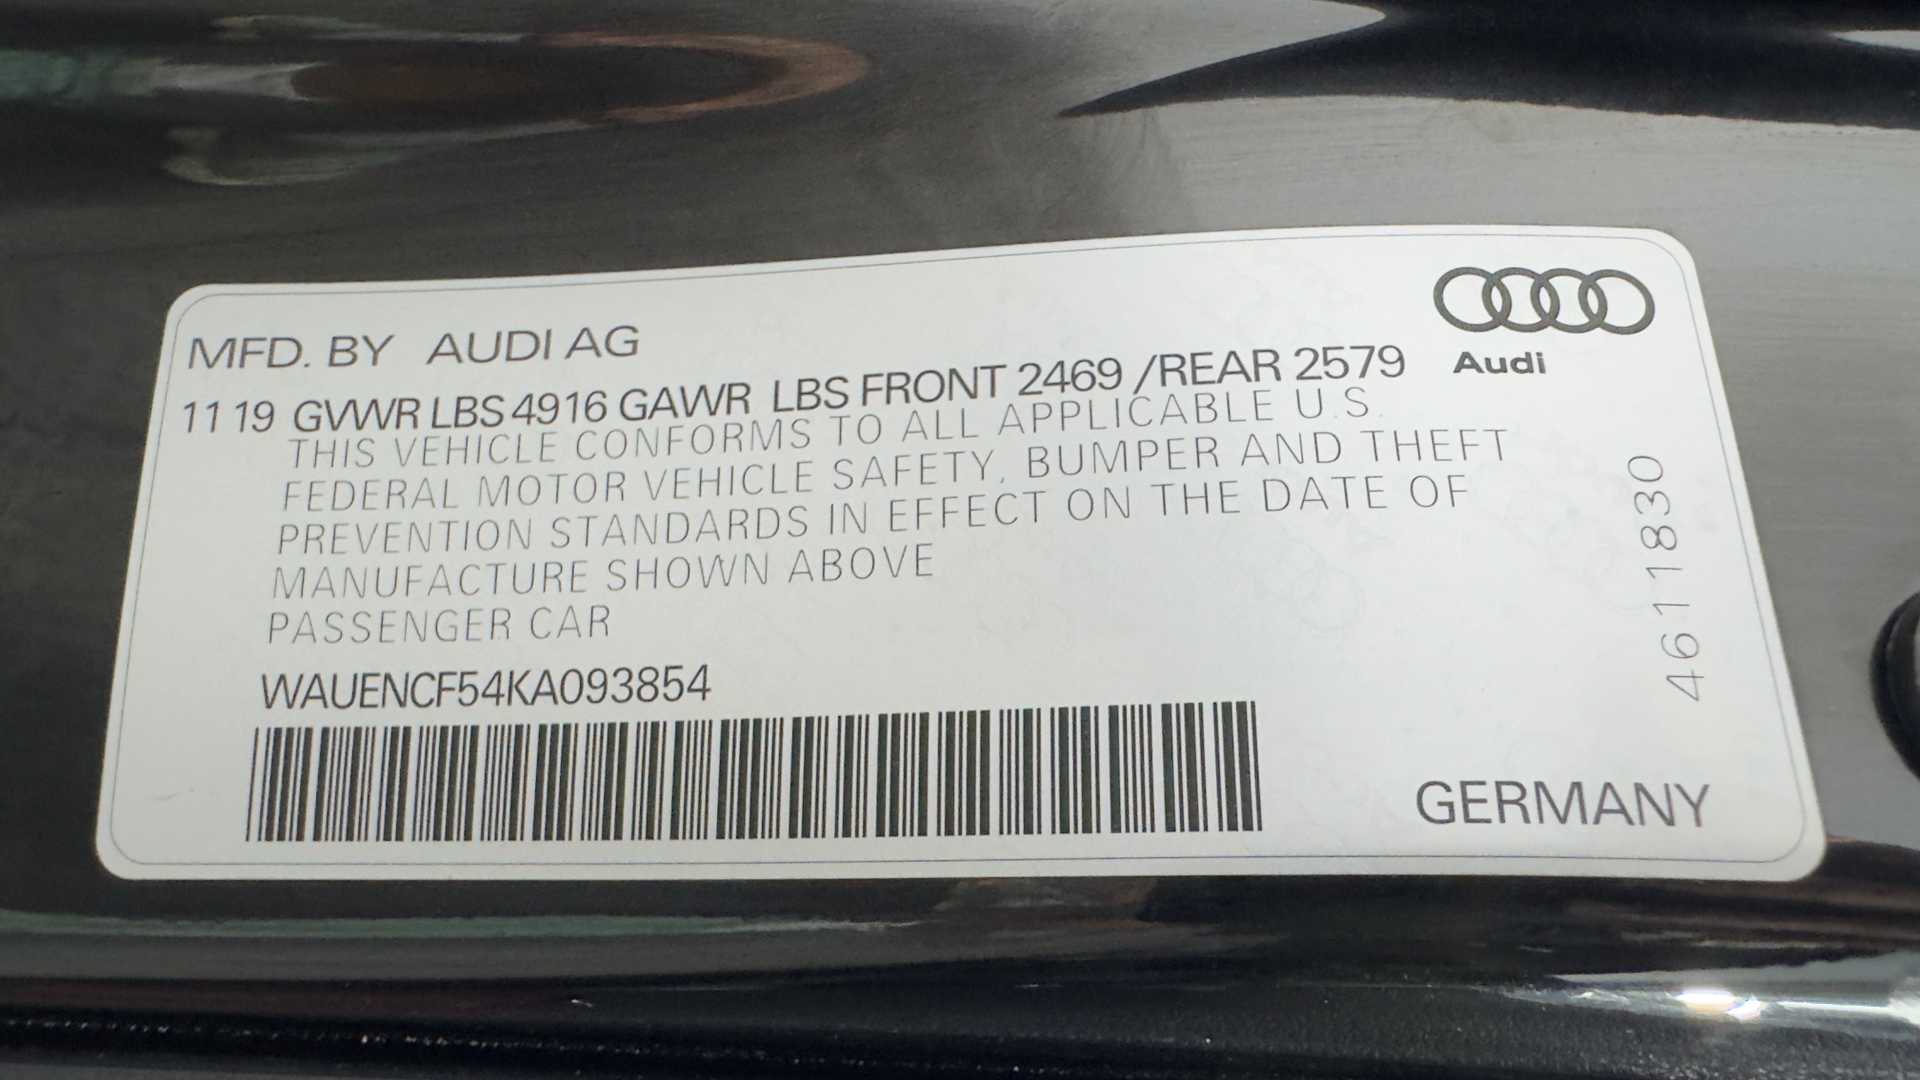 MFD. BY AUDI AG
Audi
11 19 GVWR LBS 4916 GAWR LBS FRONT 2469 /REAR 2579
THIS VEHICLE CONFORMS TO ALL APPLICABLE U.S.
FEDERAL MOTOR VEHICLE SAFETY, BUMPER AND THEFT
PREVENTION STANDARDS IN EFFECT ON THE DATE OF
MANUFACTURE SHOWN ABOVE
PASSENGER CAR
WAUENCF54KA093854
4611830
GERMANY